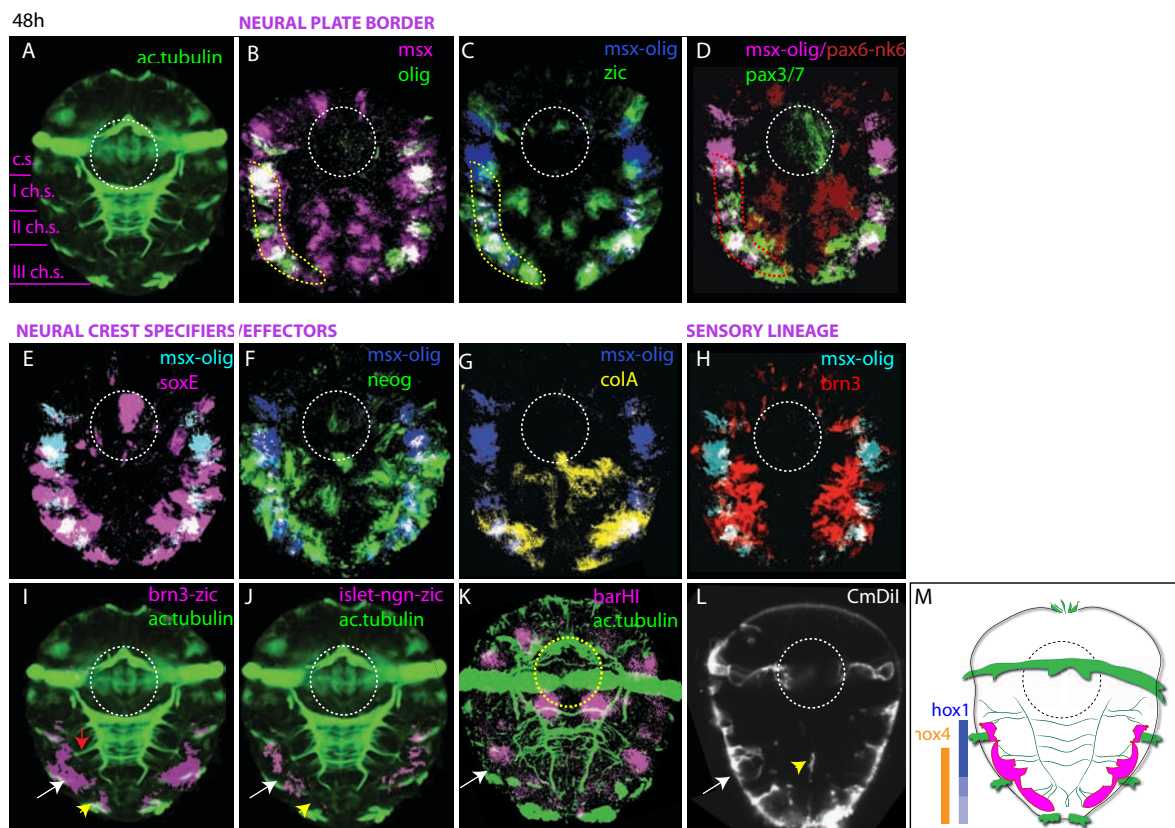 48h
NEURAL PLATE BORDER
A
ac.tubulin
c.s.
I ch.s.
II ch.s.
III ch.s.
B
msx
olig
C
msx-olig
zic
D
msx-olig/pax6-nk6
pax3/7
NEURAL CREST SPECIFIERS/EFFECTORS
SENSORY LINEAGE
E
msx-olig
soxE
F
msx-olig
neog
G
msx-olig
colA
H
msx-olig
brn3
I
brn3-zic
ac.tubulin
J
islet-ngn-zic
ac.tubulin
K
barHI
ac.tubulin
L
CmDiI
M
hox1
hox4